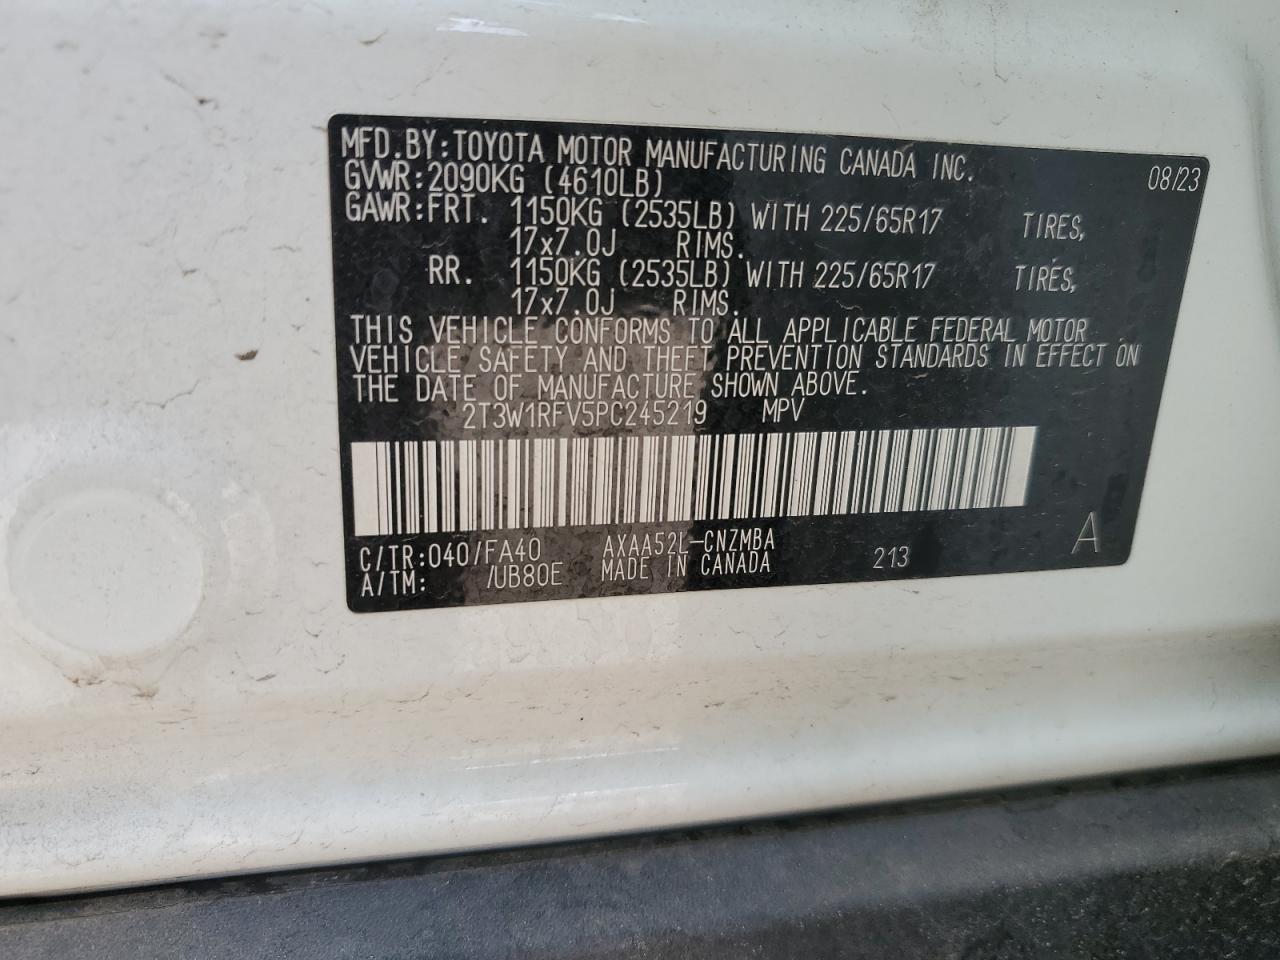 MFD.BY:TOYOTA MOTOR MANUFACTURING CANADA INC. 08/23
GVWR:2090KG (4610LB)
GAWR:FRT. 1150KG (2535LB) WITH 225/65R17 TIRES,
17x7.0J RIMS.
RR. 1150KG (2535LB) WITH 225/65R17 TIRES,
17x7.0J RIMS.
THIS VEHICLE CONFORMS TO ALL APPLICABLE FEDERAL MOTOR
VEHICLE SAFETY AND THEFT PREVENTION STANDARDS IN EFFECT ON
THE DATE OF MANUFACTURE SHOWN ABOVE.
2T3W1RFV5PC245219 MPV
C/TR:040/FA40 AXAA52L-CNZMBA 213 A
A/TM: /UB80E MADE IN CANADA